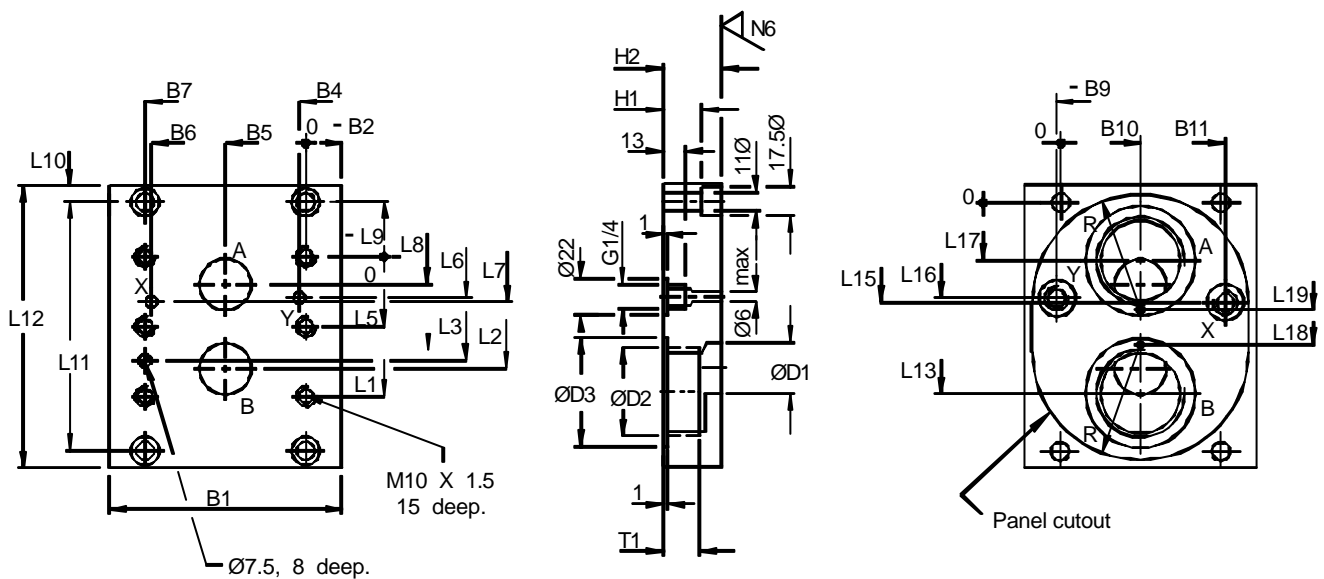 B7
B4
B6
B5
0
- B2
L10
A
X
Y
B
- L9
L8
0
L6
L7
L5
L3
L2
L1
L12
L11
B1
M10 X 1.5
15 deep.
Ø7.5, 8 deep.
N6
H2
H1
13
11Ø
17.5Ø
1
G1/4
Ø22
max
Ø6
ØD1
ØD3
ØD2
1
T1
- B9
0
B10
B11
0
L17
R
A
L16
L15
Y
X
L19
L18
L13
B
R
Panel cutout